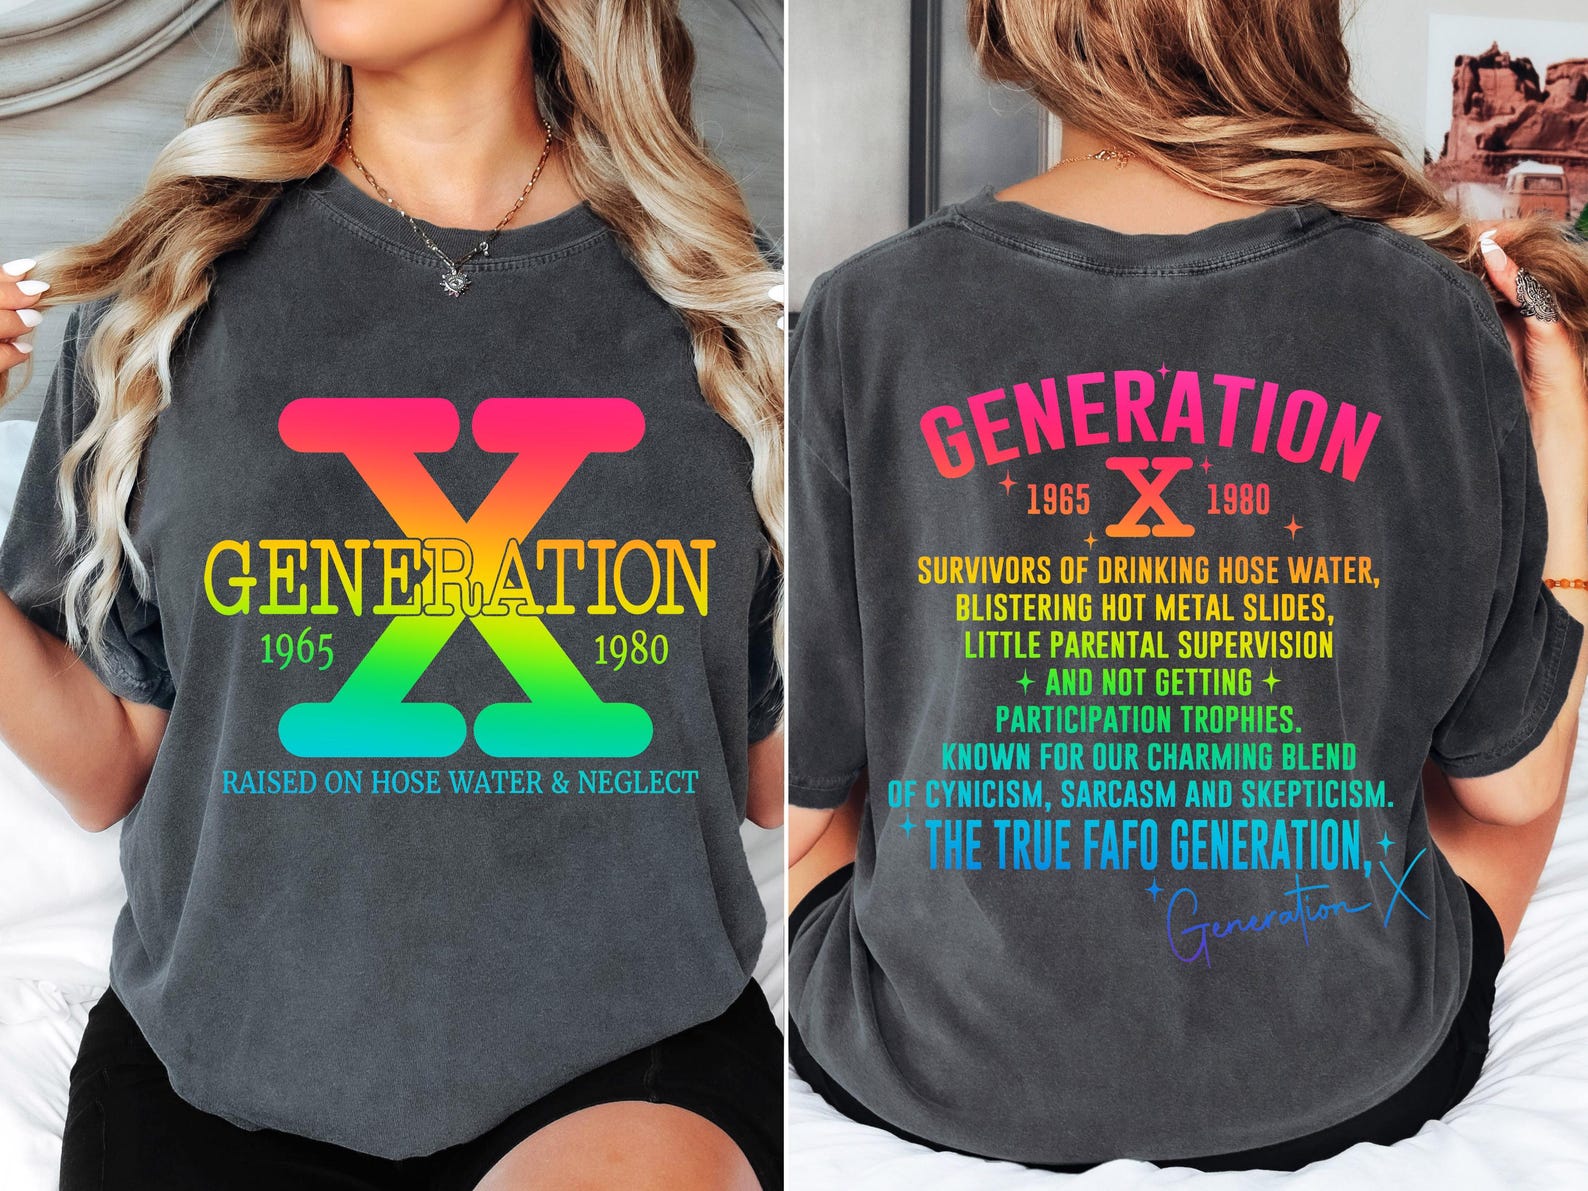 X
GENERATION
1965 1980
RAISED ON HOSE WATER & NEGLECT
GENERATION
1965 X 1980
SURVIVORS OF DRINKING HOSE WATER,
BLISTERING HOT METAL SLIDES,
LITTLE PARENTAL SUPERVISION
AND NOT GETTING
PARTICIPATION TROPHIES.
KNOWN FOR OUR CHARMING BLEND
OF CYNICISM, SARCASM AND SKEPTICISM.
THE TRUE FAFO GENERATION,
Generation X